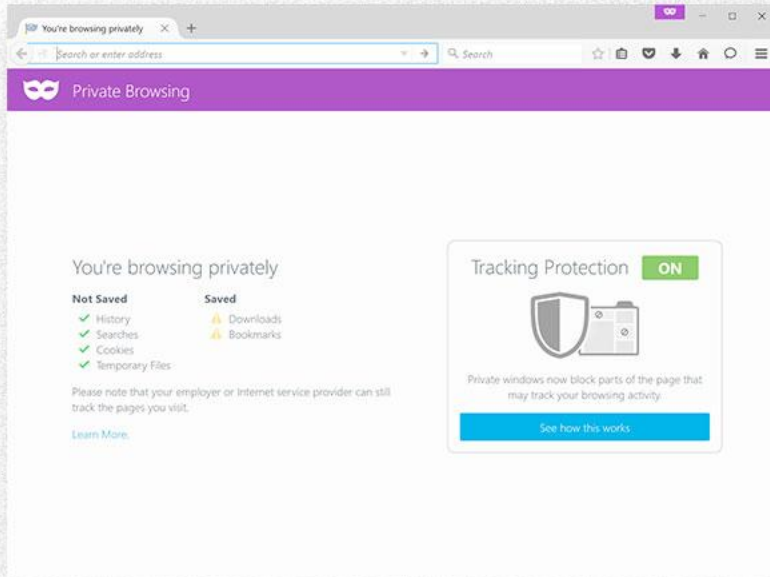 You're browsing privately
Search or enter address
Search
Private Browsing
You're browsing privately
Not Saved Saved
History Downloads
Searches Bookmarks
Cookies
Temporary Files
Please note that your employer or Internet service provider can still
track the pages you visit.
Learn More.
Tracking Protection ON
Private windows now block parts of the page that
may track your browsing activity.
See how this works